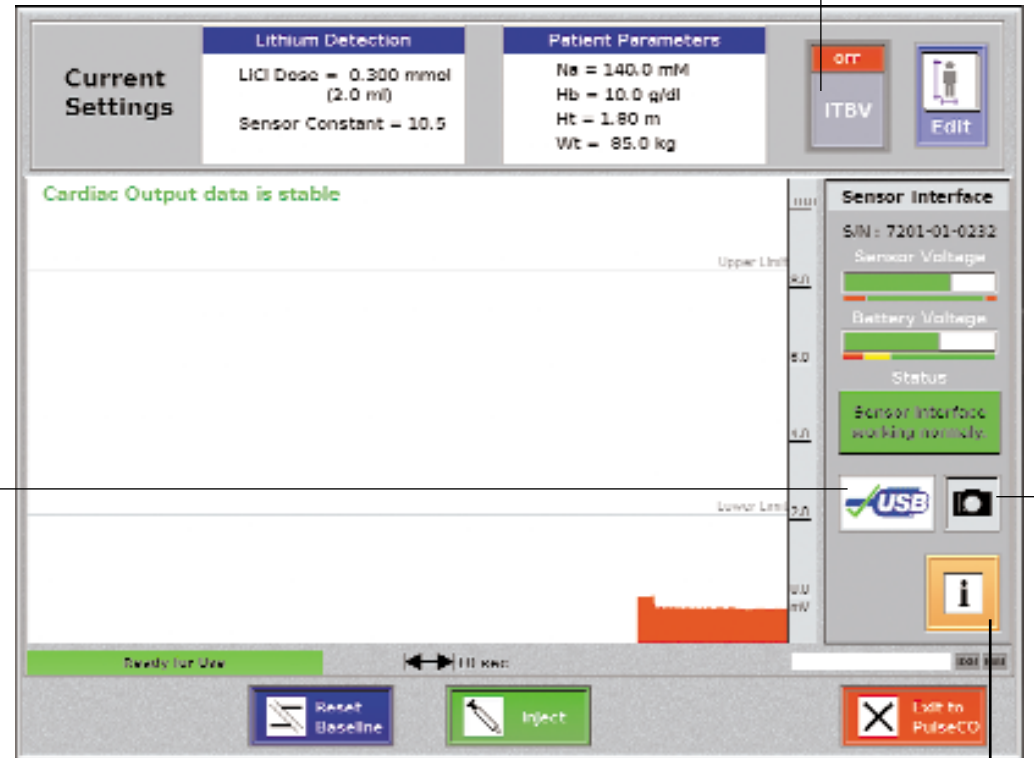 Current
Settings
Lithium Detection
LiCl Dose = 0.300 mmol
(2.0 ml)
Sensor Constant = 10.5
Patient Parameters
Na = 140.0 mM
Hb = 10.0 g/dl
Ht = 1.80 m
Wt = 85.0 kg
OFF
ITBV
Edit
Cardiac Output data is stable
Upper Limit
8.0
6.0
4.0
Lower Limit
2.0
0.0
mV
Sensor Interface
S/N : 7201-01-0232
Sensor Voltage
Battery Voltage
Status
Sensor Interface
working normally.
USB
i
Ready for Use
10 sec
Reset
Baseline
Inject
Exit to
PulseCO